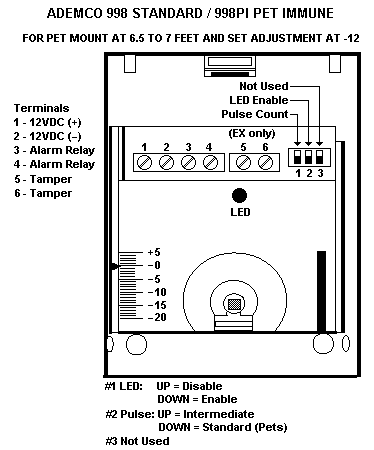 ADEMCO 998 STANDARD / 998PI PET IMMUNE
FOR PET MOUNT AT 6.5 TO 7 FEET AND SET ADJUSTMENT AT -12
Not Used
LED Enable
Pulse Count
Terminals
1 - 12VDC (+)
2 - 12VDC (−)
3 - Alarm Relay
4 - Alarm Relay
5 - Tamper
6 - Tamper
(EX only)
1 2 3 4 5 6
1 2 3
LED
+5
−0
−5
−10
−15
−20
#1 LED: UP = Disable
DOWN = Enable
#2 Pulse: UP = Intermediate
DOWN = Standard (Pets)
#3 Not Used